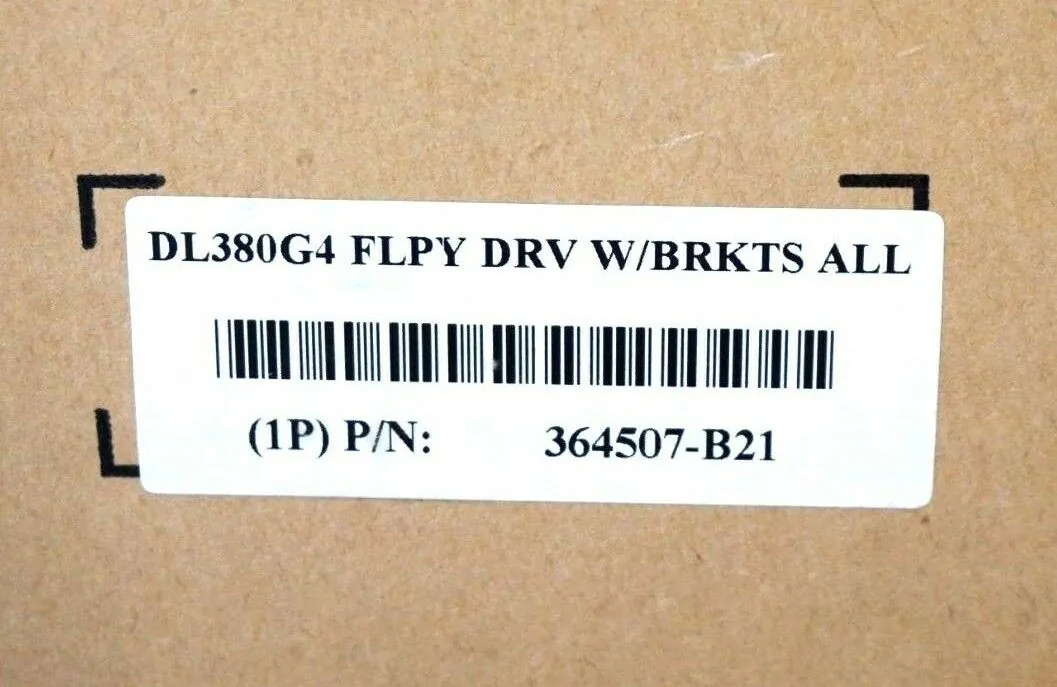 DL380G4 FLPY DRV W/BRKTS ALL
(1P) P/N: 364507-B21